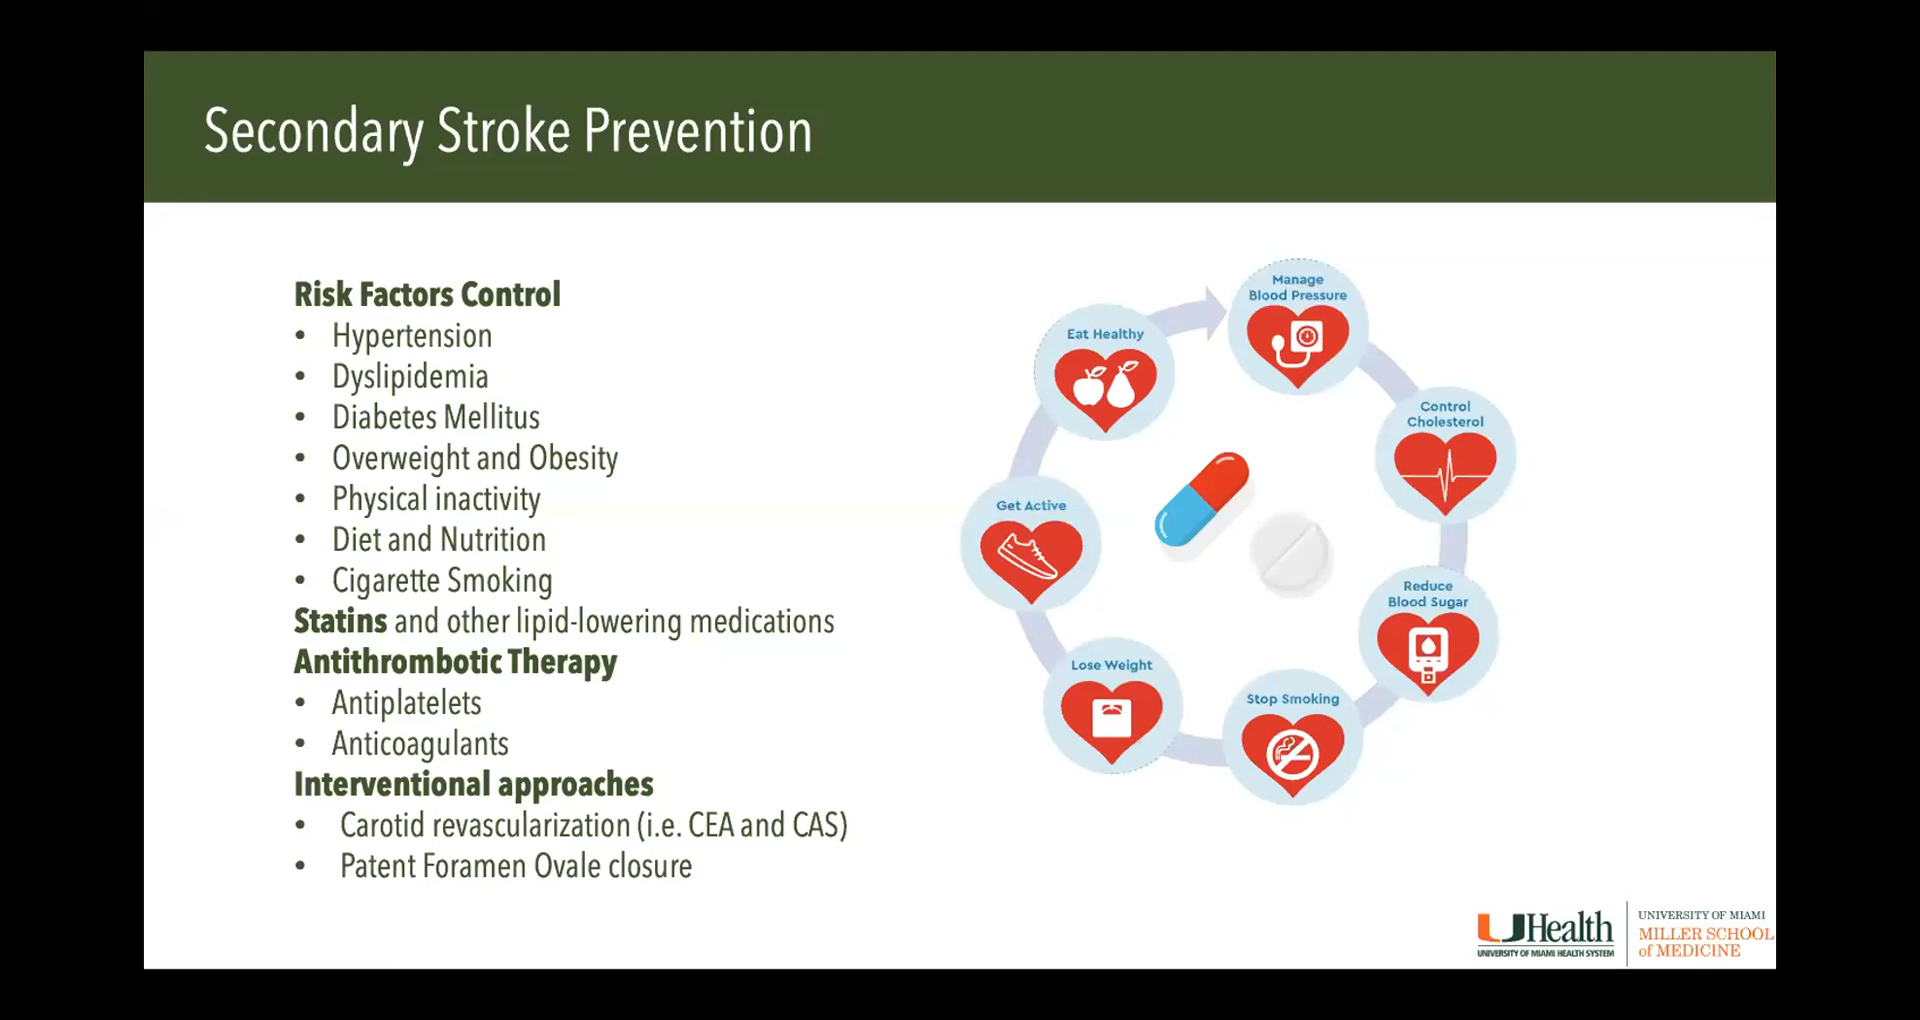 Secondary Stroke Prevention
Risk Factors Control
• Hypertension
• Dyslipidemia
• Diabetes Mellitus
• Overweight and Obesity
• Physical inactivity
• Diet and Nutrition
• Cigarette Smoking
Statins and other lipid-lowering medications
Antithrombotic Therapy
• Antiplatelets
• Anticoagulants
Interventional approaches
• Carotid revascularization (i.e. CEA and CAS)
• Patent Foramen Ovale closure
Manage
Blood Pressure
Control
Cholesterol
Reduce
Blood Sugar
Stop Smoking
Lose Weight
Get Active
Eat Healthy
UHealth
UNIVERSITY OF MIAMI HEALTH SYSTEM
UNIVERSITY OF MIAMI
MILLER SCHOOL
of MEDICINE